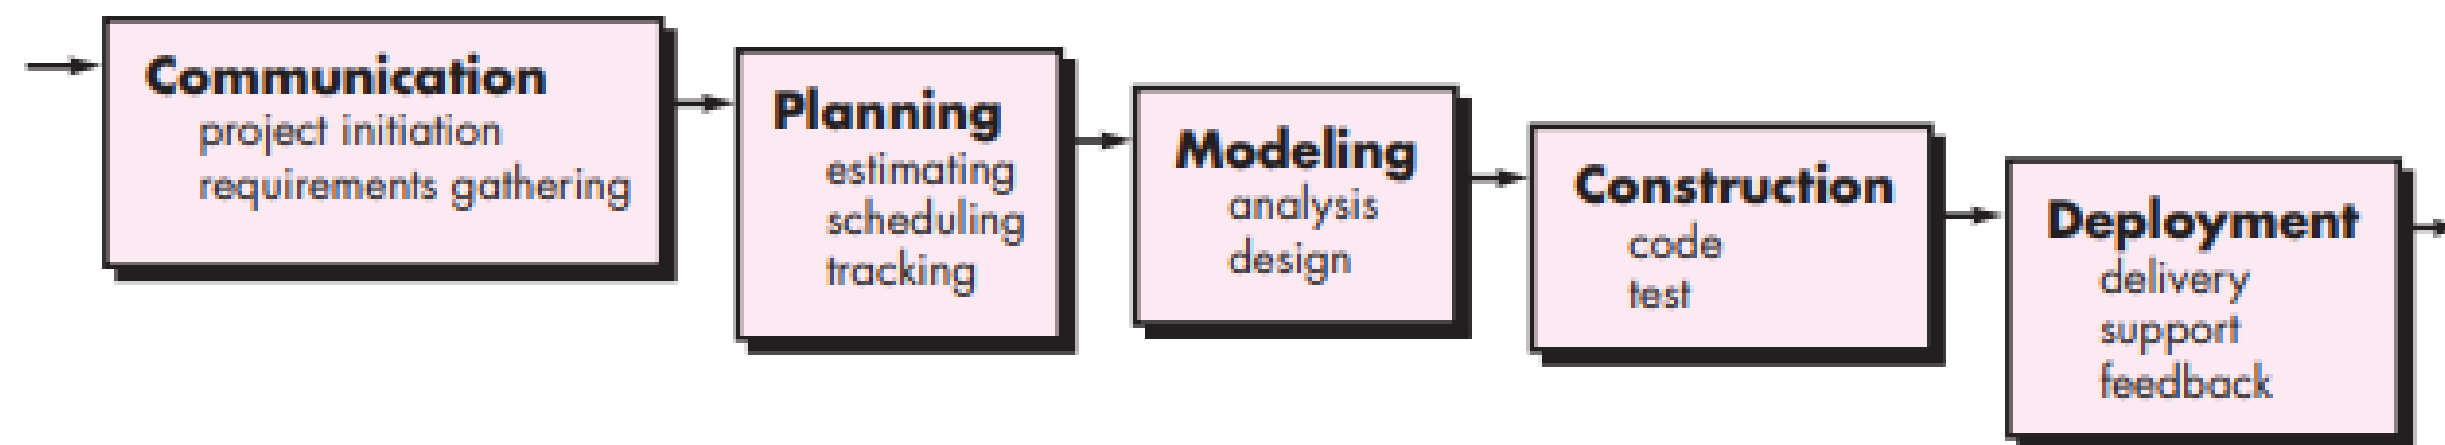 Communication
project initiation
requirements gathering
Planning
estimating
scheduling
tracking
Modeling
analysis
design
Construction
code
test
Deployment
delivery
support
feedback